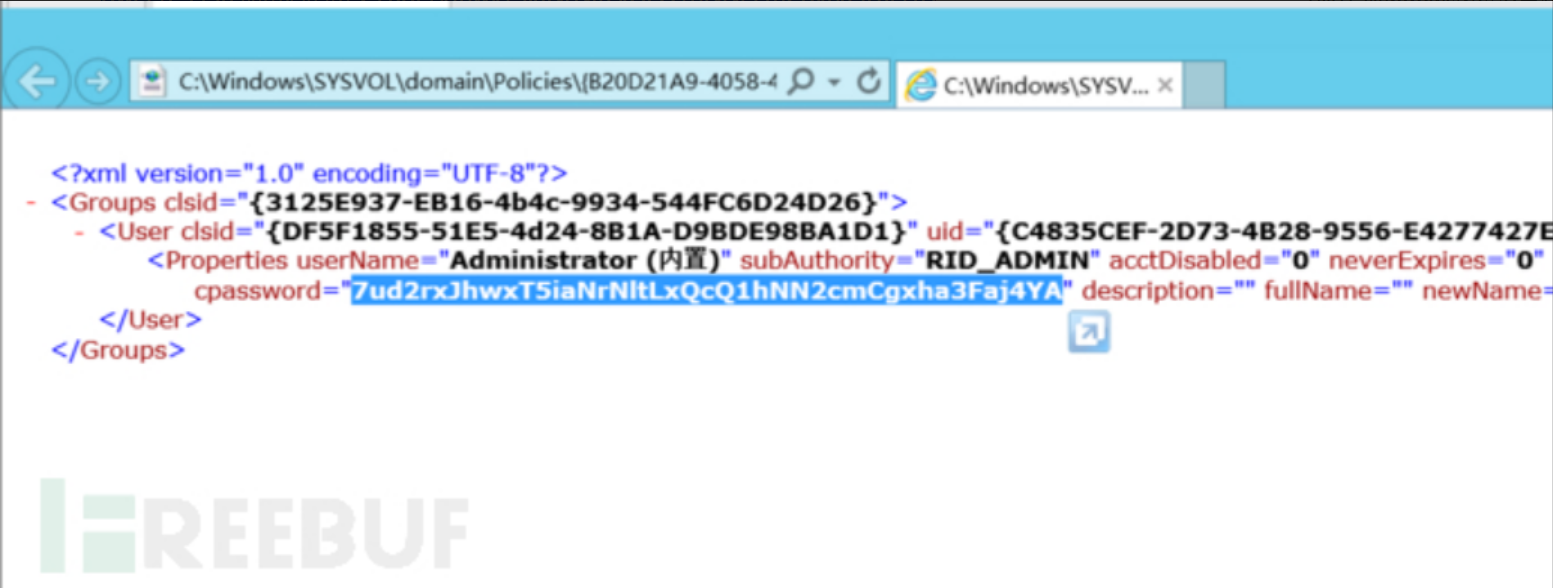 C:\Windows\SYSVOL\domain\Policies\{B20D21A9-4058-4
C:\Windows\SYSV...
<?xml version="1.0" encoding="UTF-8"?>
- <Groups clsid="{3125E937-EB16-4b4c-9934-544FC6D24D26}">
- <User clsid="{DF5F1855-51E5-4d24-8B1A-D9BDE98BA1D1}" uid="{C4835CEF-2D73-4B28-9556-E4277427E
<Properties userName="Administrator (内置)" subAuthority="RID_ADMIN" acctDisabled="0" neverExpires="0"
cpassword="7ud2rxJhwxT5iaNrNltLxQcQ1hNN2cmCgxha3Faj4YA" description="" fullName="" newName=
</User>
</Groups>
FREEBUF